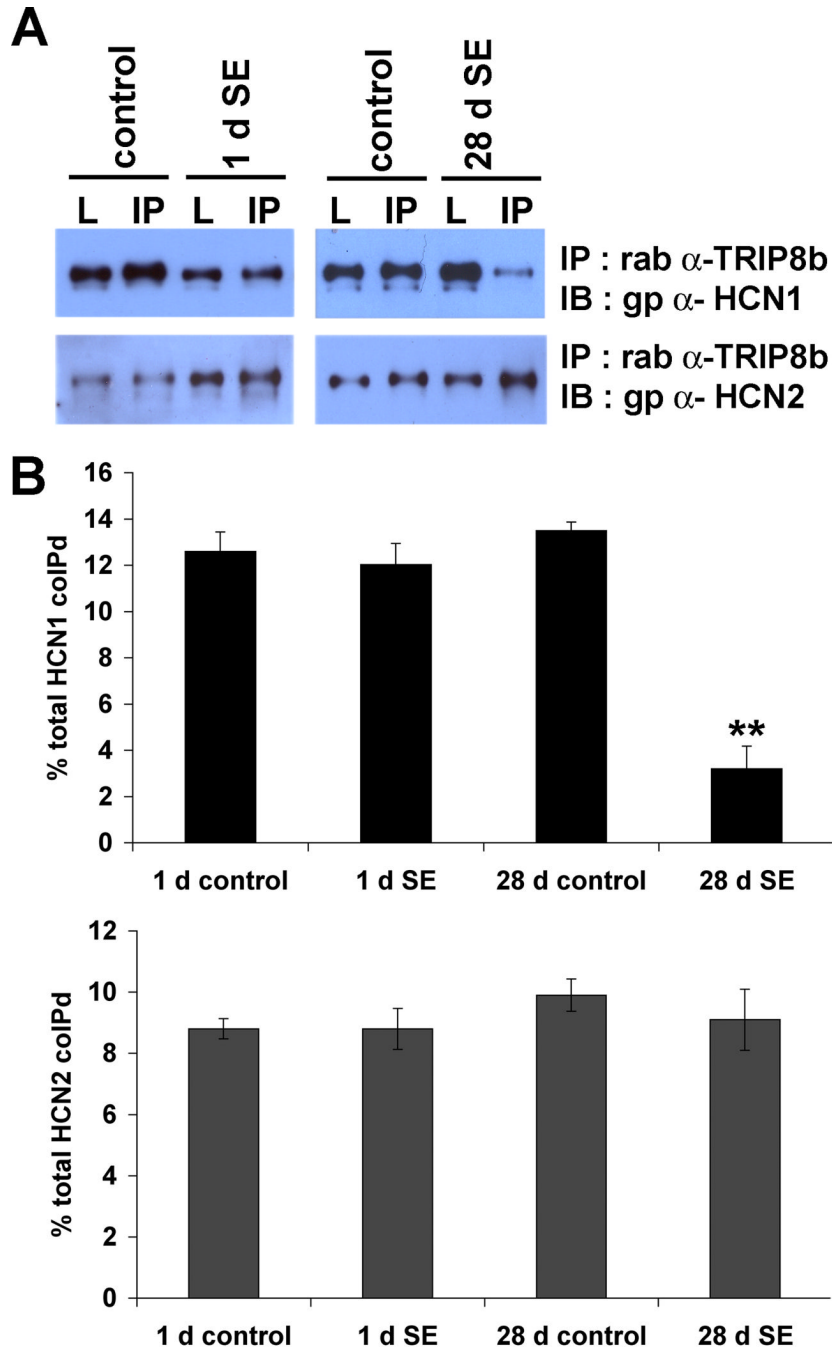 A
control
1 d SE
control
28 d SE
L IP L IP L IP L IP
IP : rab α-TRIP8b
IB : gp α- HCN1
IP : rab α-TRIP8b
IB : gp α- HCN2
B
% total HCN1 coIPd
16
14
12
10
8
6
4
2
0
**
1 d control 1 d SE 28 d control 28 d SE
% total HCN2 coIPd
12
10
8
6
4
2
0
1 d control 1 d SE 28 d control 28 d SE